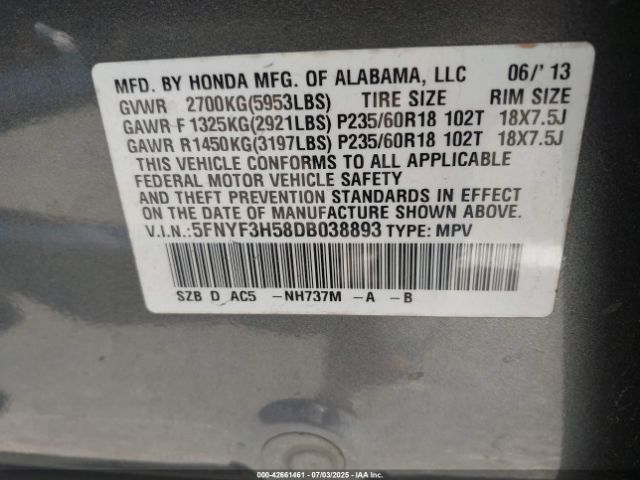 MFD. BY HONDA MFG. OF ALABAMA, LLC 06/' 13
GVWR 2700KG(5953LBS) TIRE SIZE RIM SIZE
GAWR F 1325KG(2921LBS) P235/60R18 102T 18X7.5J
GAWR R1450KG(3197LBS) P235/60R18 102T 18X7.5J
THIS VEHICLE CONFORMS TO ALL APPLICABLE
FEDERAL MOTOR VEHICLE SAFETY
AND THEFT PREVENTION STANDARDS IN EFFECT
ON THE DATE OF MANUFACTURE SHOWN ABOVE.
V.I.N.:5FNYF3H58DB038893 TYPE: MPV
SZB D AC5 -NH737M -A -B
000-42661461 | 07/03/2025 | IAAI.COM